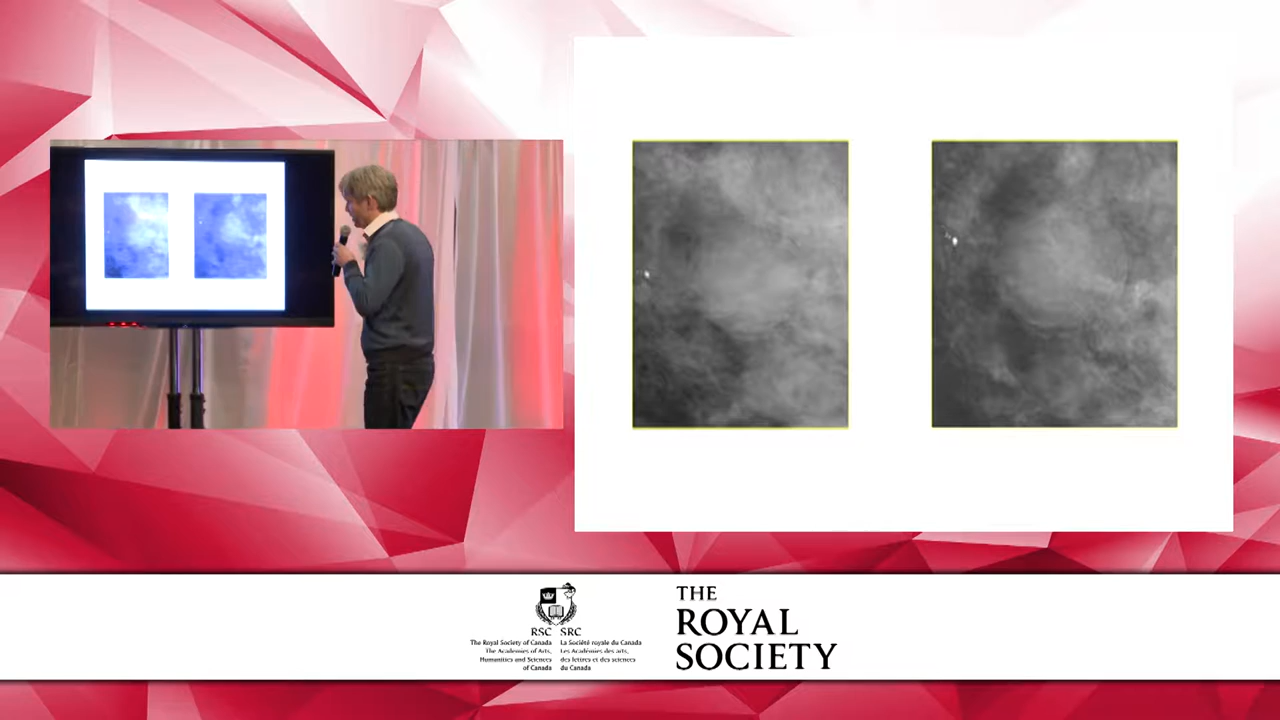 RSC SRC
The Royal Society of Canada
The Academies of Arts,
Humanities and Sciences
of Canada
La Société royale du Canada
Les Académies des arts,
des lettres et des sciences
du Canada
THE
ROYAL
SOCIETY